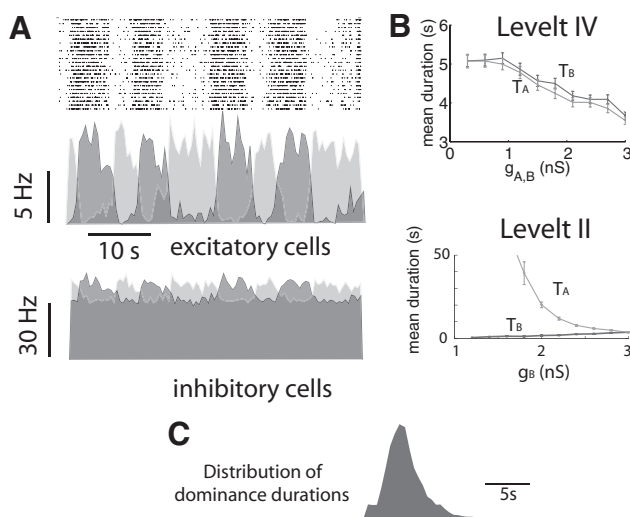 A
5 Hz
10 s
excitatory cells
30 Hz
inhibitory cells
B
Levelt IV
mean duration (s)
6
5
4
3
T_B
T_A
0 1 2 3
g_A,B (nS)
Levelt II
mean duration (s)
50
0
T_A
T_B
1 2 3
g_B (nS)
C
Distribution of
dominance durations
5s